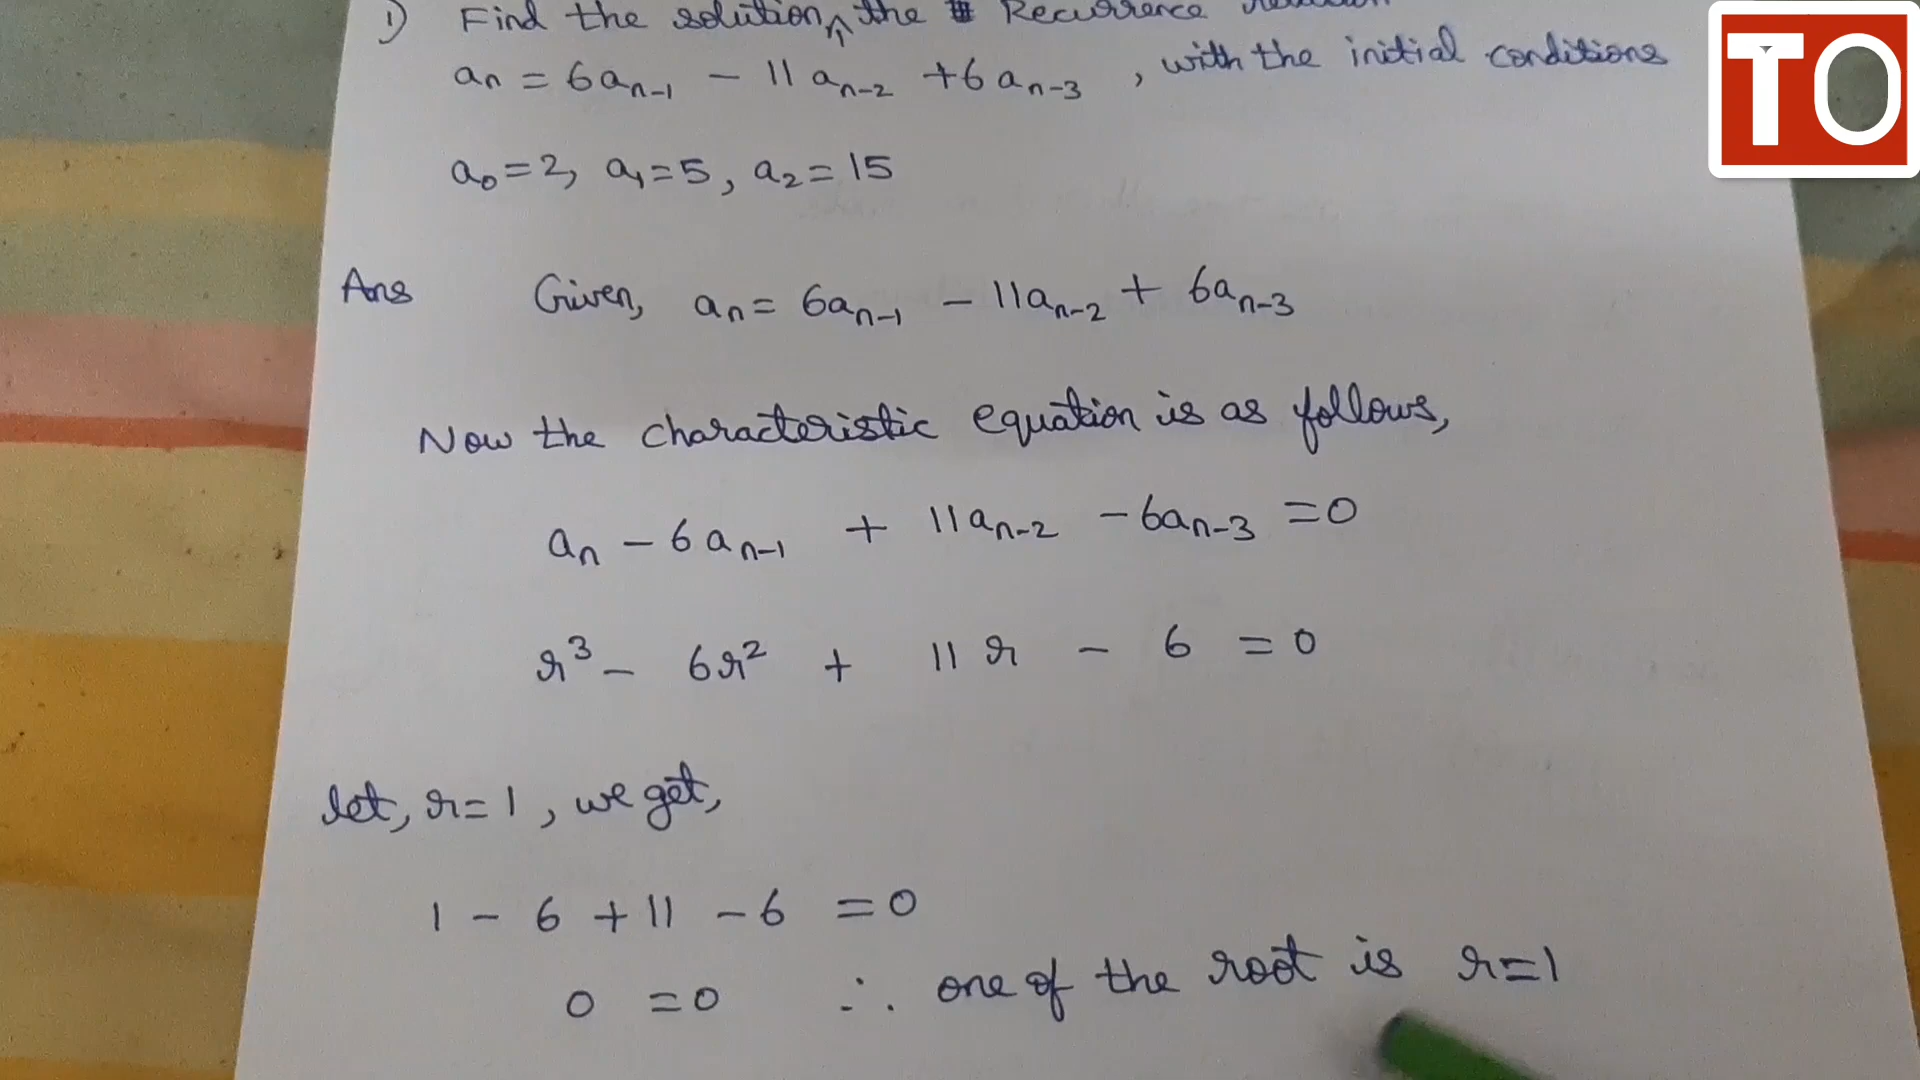 1) Find the solution, the Recurrence
aₙ = 6aₙ₋₁ − 11aₙ₋₂ + 6aₙ₋₃ , with the initial conditions
a₀ = 2, a₁ = 5, a₂ = 15
Ans Given, aₙ = 6aₙ₋₁ − 11aₙ₋₂ + 6aₙ₋₃
Now the characteristic equation is as follows,
aₙ − 6aₙ₋₁ + 11aₙ₋₂ − 6aₙ₋₃ = 0
r³ − 6r² + 11r − 6 = 0
let, r = 1, we get,
1 − 6 + 11 − 6 = 0
0 = 0 ∴ one of the root is r = 1
TO